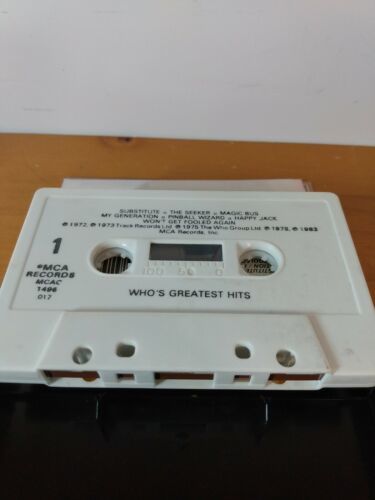 SUBSTITUTE • THE SEEKER • MAGIC BUS
MY GENERATION • PINBALL WIZARD • HAPPY JACK
WON'T GET FOOLED AGAIN
℗ 1972, ℗ 1973 Track Records Ltd. ℗ 1975 The Who Group Ltd. ℗ 1978, ℗ 1983
MCA Records, Inc.
1
MCA
RECORDS
MCAC
1496
017
100 50 0
WHO'S GREATEST HITS